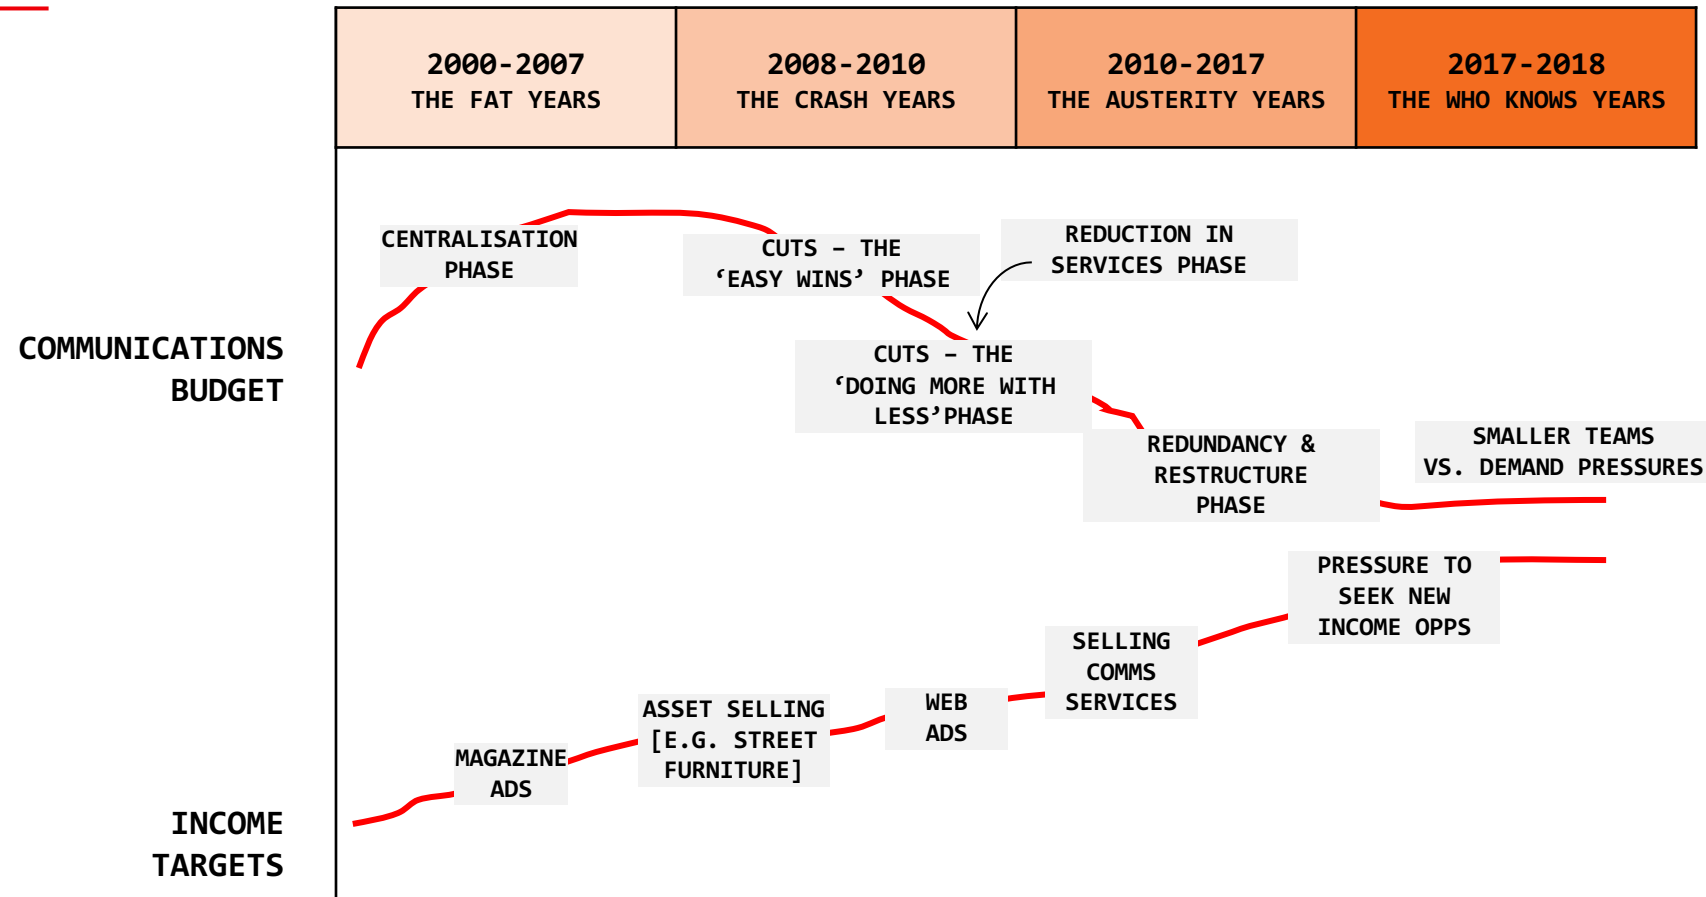 2000-2007
THE FAT YEARS
2008-2010
THE CRASH YEARS
2010-2017
THE AUSTERITY YEARS
2017-2018
THE WHO KNOWS YEARS
COMMUNICATIONS
BUDGET
CENTRALISATION
PHASE
CUTS – THE
‘EASY WINS’ PHASE
REDUCTION IN
SERVICES PHASE
CUTS – THE
‘DOING MORE WITH
LESS’PHASE
REDUNDANCY &
RESTRUCTURE
PHASE
SMALLER TEAMS
VS. DEMAND PRESSURES
INCOME
TARGETS
MAGAZINE
ADS
ASSET SELLING
[E.G. STREET
FURNITURE]
WEB
ADS
SELLING
COMMS
SERVICES
PRESSURE TO
SEEK NEW
INCOME OPPS